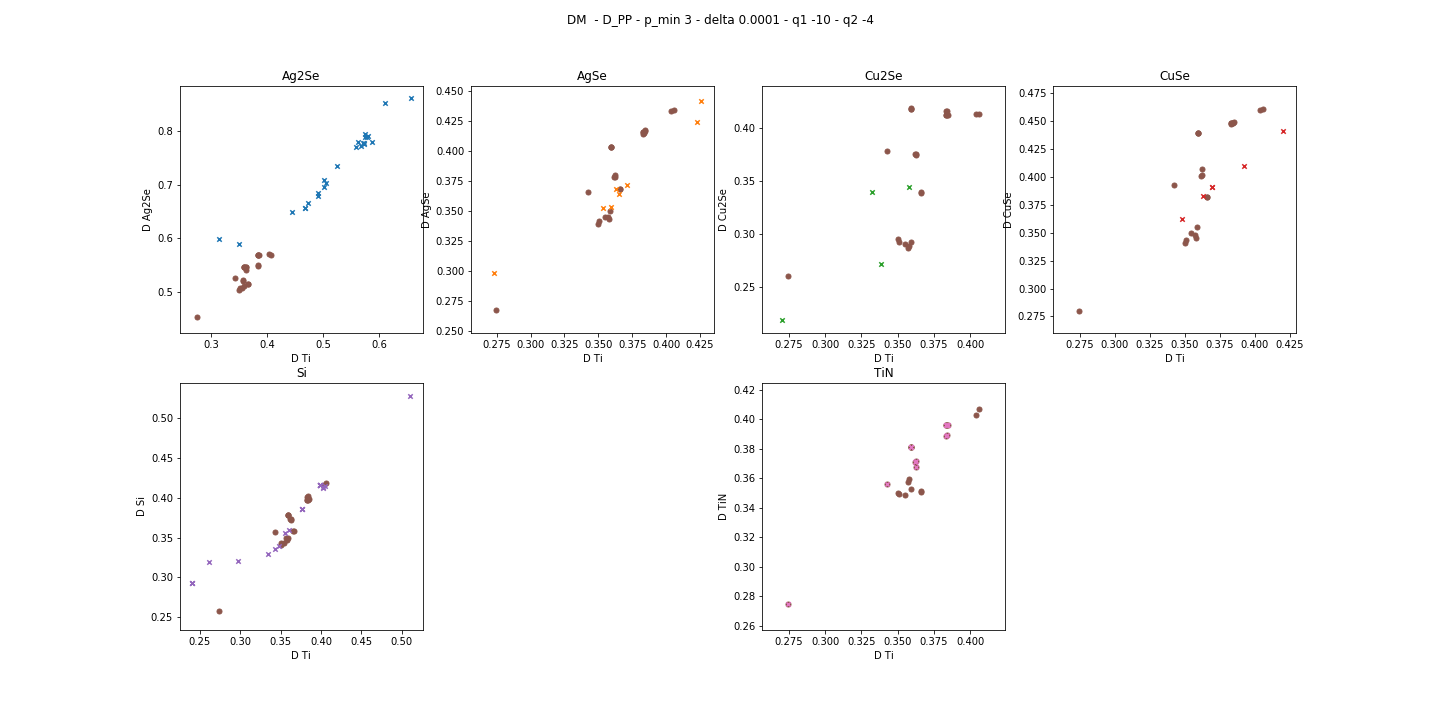 DM - D_PP - p_min 3 - delta 0.0001 - q1 -10 - q2 -4
Ag2Se
D Ag2Se
0.8
0.7
0.6
0.5
0.3 0.4 0.5 0.6
D Ti
AgSe
D AgSe
0.450
0.425
0.400
0.375
0.350
0.325
0.300
0.275
0.250
0.275 0.300 0.325 0.350 0.375 0.400 0.425
D Ti
Cu2Se
D Cu2Se
0.40
0.35
0.30
0.25
0.275 0.300 0.325 0.350 0.375 0.400
D Ti
CuSe
D CuSe
0.475
0.450
0.425
0.400
0.375
0.350
0.325
0.300
0.275
0.275 0.300 0.325 0.350 0.375 0.400 0.425
D Ti
Si
D Si
0.50
0.45
0.40
0.35
0.30
0.25
0.25 0.30 0.35 0.40 0.45 0.50
D Ti
TiN
D TiN
0.42
0.40
0.38
0.36
0.34
0.32
0.30
0.28
0.26
0.275 0.300 0.325 0.350 0.375 0.400
D Ti